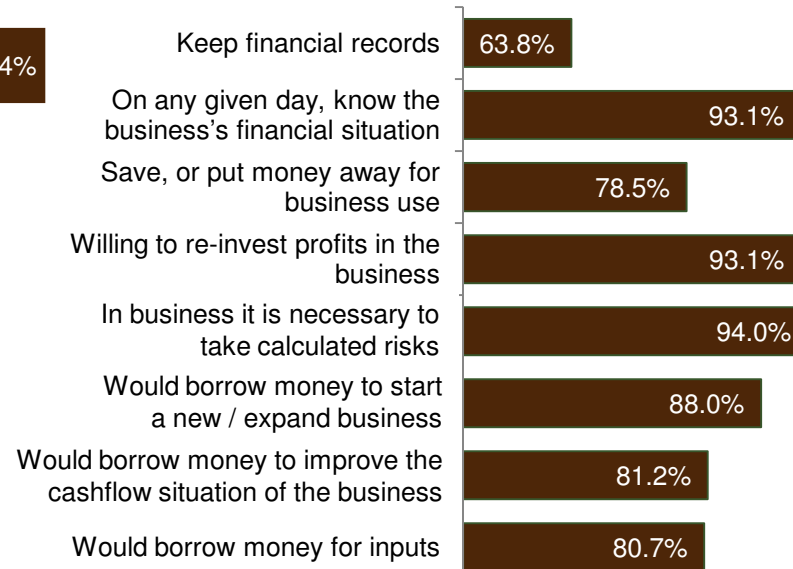 4%
Keep financial records
63.8%
On any given day, know the
business's financial situation
93.1%
Save, or put money away for
business use
78.5%
Willing to re-invest profits in the
business
93.1%
In business it is necessary to
take calculated risks
94.0%
Would borrow money to start
a new / expand business
88.0%
Would borrow money to improve the
cashflow situation of the business
81.2%
Would borrow money for inputs
80.7%